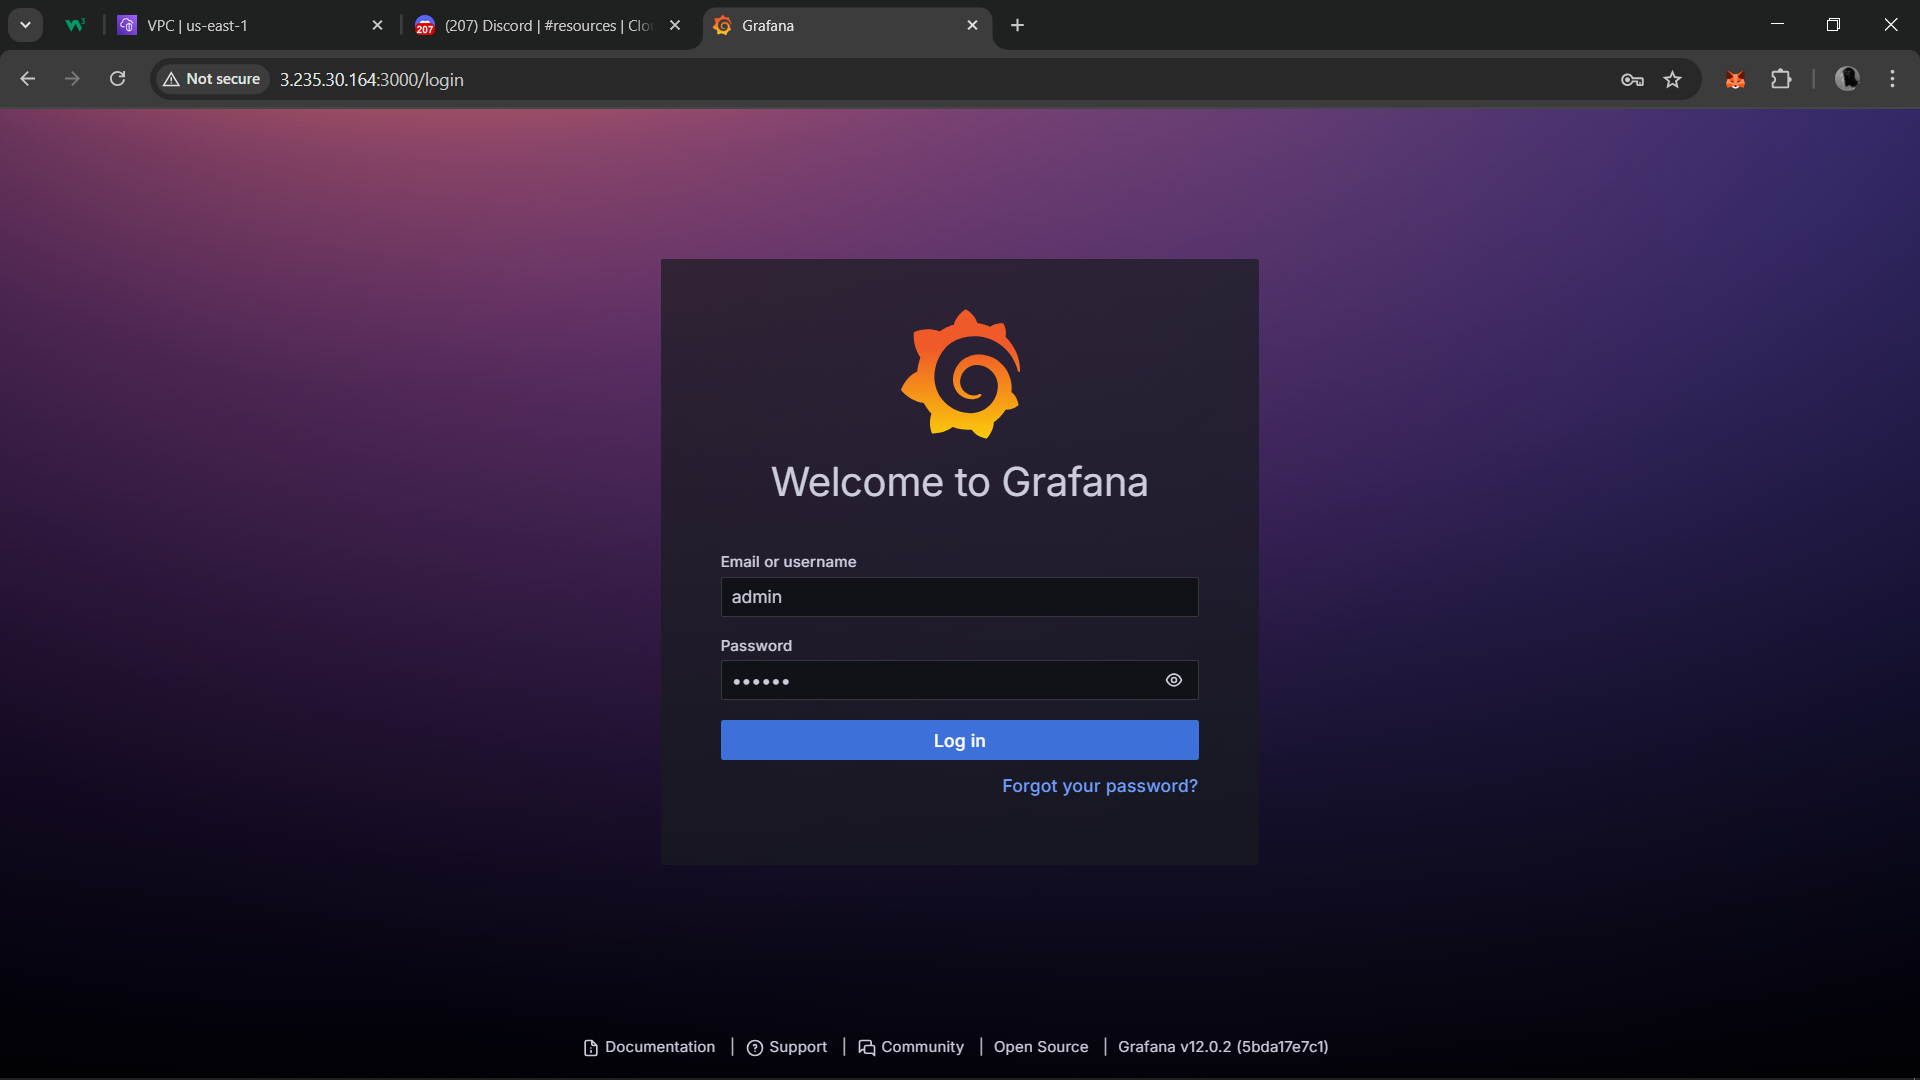 VPC | us-east-1
207
(207) Discord | #resources | Clou
Grafana
Not secure
3.235.30.164:3000/login
Welcome to Grafana
Email or username
admin
Password
••••••
Log in
Forgot your password?
Documentation | Support | Community | Open Source | Grafana v12.0.2 (5bda17e7c1)